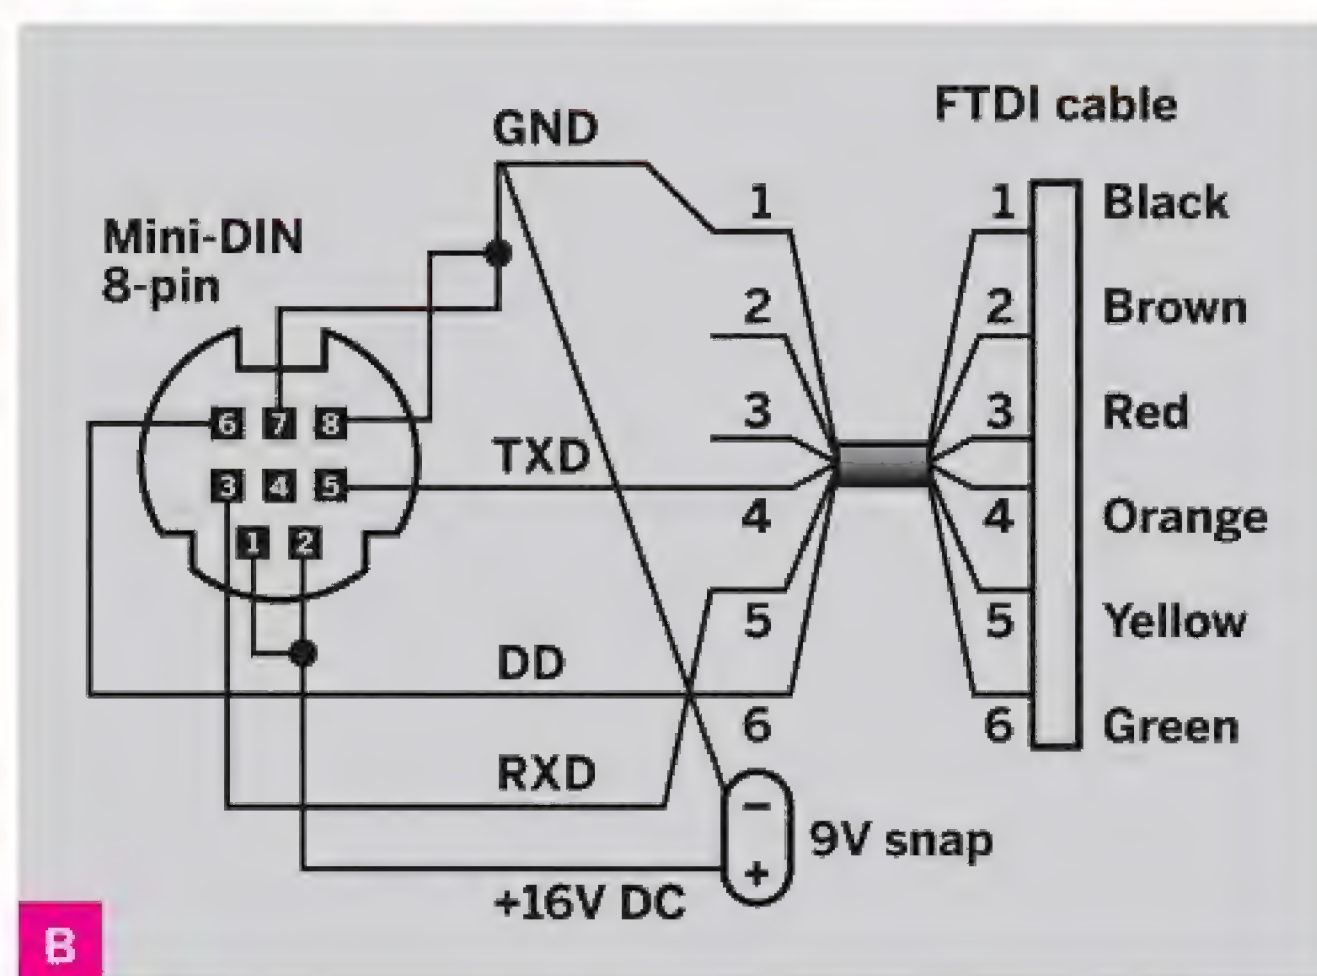 FTDI cable
GND
Mini-DIN
8-pin
1
1
Black
2
2
Brown
3
3
Red
6 7 8
TXD
3 4 5
4
4
Orange
1 2
5
5
Yellow
DD
6
6
Green
RXD
−
9V snap
+
+16V DC
B